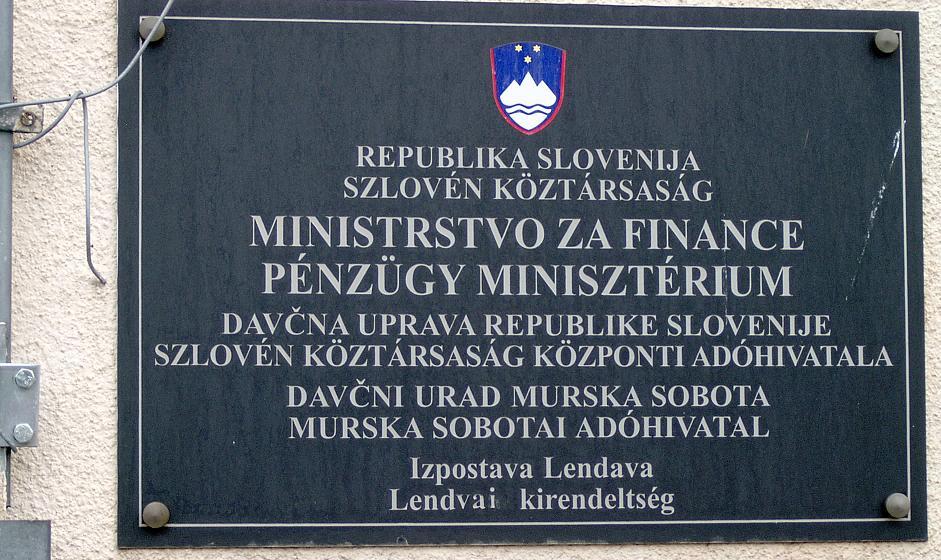 REPUBLIKA SLOVENIJA
SZLOVÉN KÖZTÁRSASÁG
MINISTRSTVO ZA FINANCE
PÉNZÜGY MINISZTÉRIUM
DAVČNA UPRAVA REPUBLIKE SLOVENIJE
SZLOVÉN KÖZTÁRSASÁG KÖZPONTI ADÓHIVATALA
DAVČNI URAD MURSKA SOBOTA
MURSKA SOBOTAI ADÓHIVATAL
Izpostava Lendava
Lendvai kirendeltség